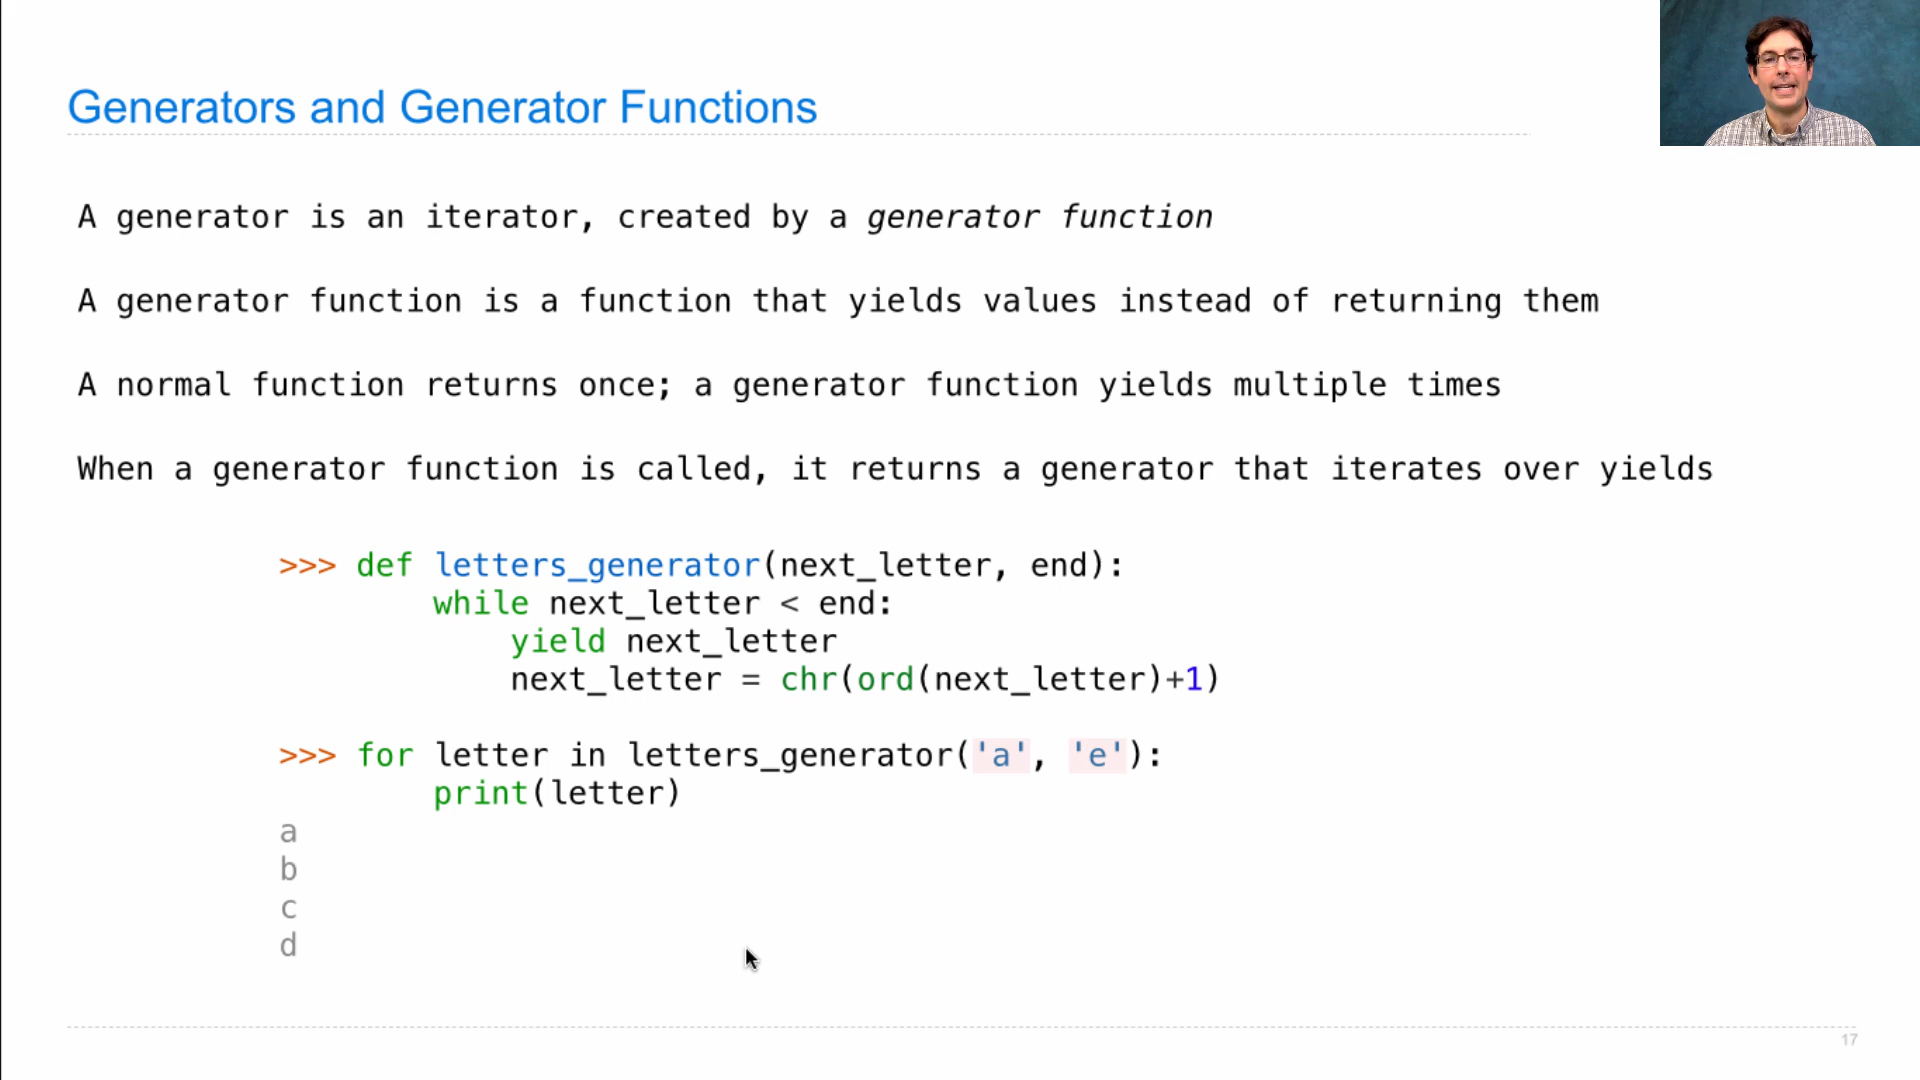 Generators and Generator Functions
A generator is an iterator, created by a generator function
A generator function is a function that yields values instead of returning them
A normal function returns once; a generator function yields multiple times
When a generator function is called, it returns a generator that iterates over yields
>>> def letters_generator(next_letter, end):
while next_letter < end:
yield next_letter
next_letter = chr(ord(next_letter)+1)
>>> for letter in letters_generator('a', 'e'):
print(letter)
a
b
c
d
17